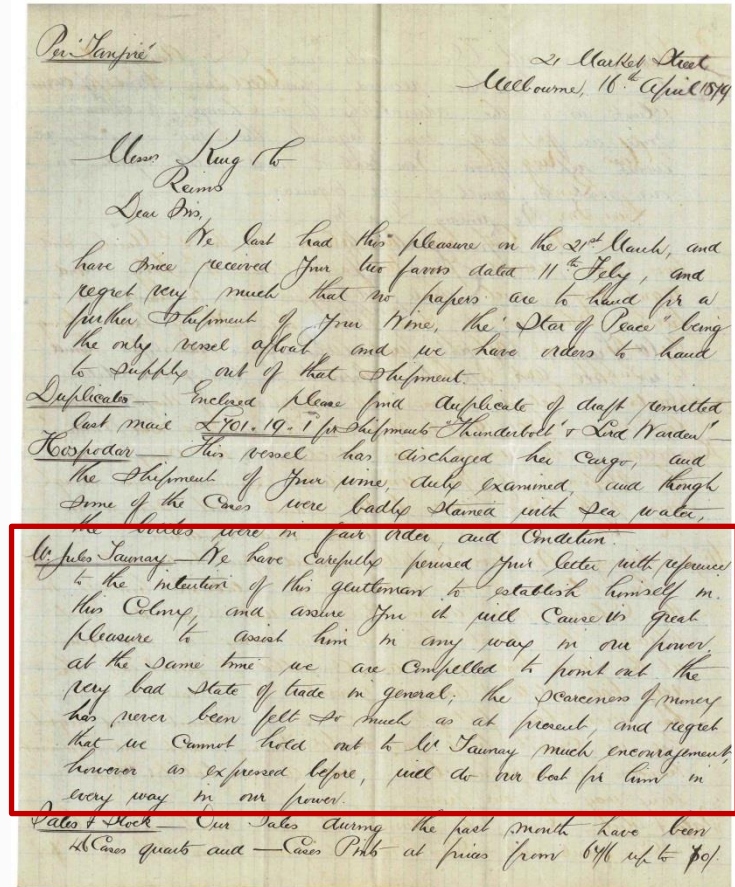 Per "Tanjore"
21 Market Street
Melbourne, 16th April 1879
Messrs King & Co
Reims
Dear Sirs,
We last had this pleasure on the 21st March, and
have since received your two favors dated 11th Feby, and
regret very much that no papers are to hand for a
further shipment of your Wine, the "Star of Peace" being
the only vessel afloat, and we have orders to hand
to supply out of that shipment.
Duplicates — Enclosed please find duplicate of draft remitted
last mail £701.19.1 for shipments "Thunderbolt" & "Lord Warden" —
Hospodar — This vessel has discharged her cargo, and
the shipment of your wine, duly examined, and though
some of the Cases were badly stained with Sea water,
the bottles were in fair order, and Condition.
Mr. Jules Tawnay — We have carefully perused your letter with reference
to the intention of this gentleman to establish himself in
this Colony, and assure you it will Cause us great
pleasure to assist him in any way in our power.
at the same time we are compelled to point out the
very bad state of trade in general; the scarceness of money
has never been felt so much as at present, and regret
that we Cannot hold out to Mr. Tawnay much encouragement,
however as expressed before, will do our best for him in
every way in our power.
Sales & Stock — Our Sales during the past month have been
46 Cases quarts and — Cases Pints at prices from 67/6 up to 70/.